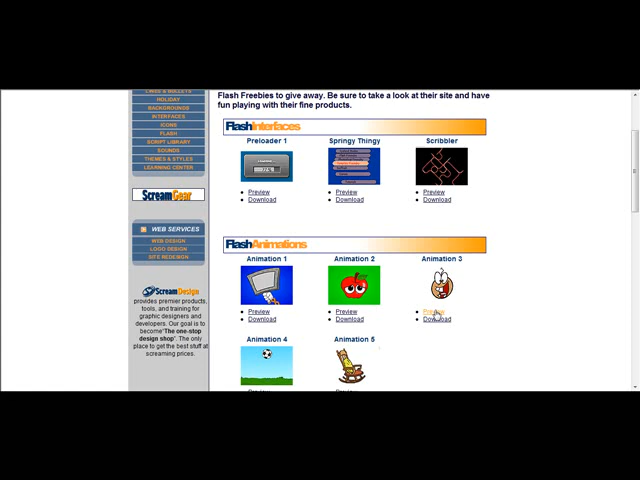 LINES & BULLETS
HOLIDAY
BACKGROUNDS
INTERFACES
ICONS
FLASH
SCRIPT LIBRARY
SOUNDS
THEMES & STYLES
LEARNING CENTER
ScreamGear
WEB SERVICES
WEB DESIGN
LOGO DESIGN
SITE REDESIGN
ScreamDesign
provides premier products,
tools, and training for
graphic designers and
developers. Our goal is to
become"The one-stop
design shop". The only
place to get the best stuff at
screaming prices.
Flash Freebies to give away. Be sure to take a look at their site and have
fun playing with their fine products.
FlashInterfaces
Preloader 1 Springy Thingy Scribbler
Preview Preview Preview
Download Download Download
FlashAnimations
Animation 1 Animation 2 Animation 3
Preview Preview Preview
Download Download Download
Animation 4 Animation 5